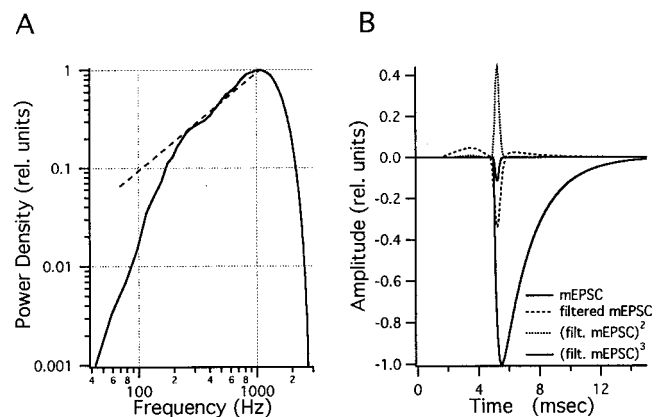 A
Power Density (rel. units)
1
0.1
0.01
0.001
4 6 8 100 2 4 6 8 1000 2
Frequency (Hz)
B
Amplitude (rel. units)
0.4
0.2
0.0
-0.2
-0.4
-0.6
-0.8
-1.0
mEPSC
filtered mEPSC
(filt. mEPSC)²
(filt. mEPSC)³
0 4 8 12
Time (msec)